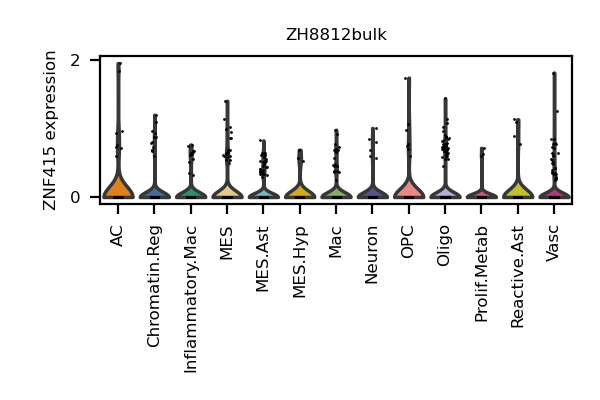 ZH8812bulk
ZNF415 expression
2
0
AC
Chromatin.Reg
Inflammatory.Mac
MES
MES.Ast
MES.Hyp
Mac
Neuron
OPC
Oligo
Prolif.Metab
Reactive.Ast
Vasc